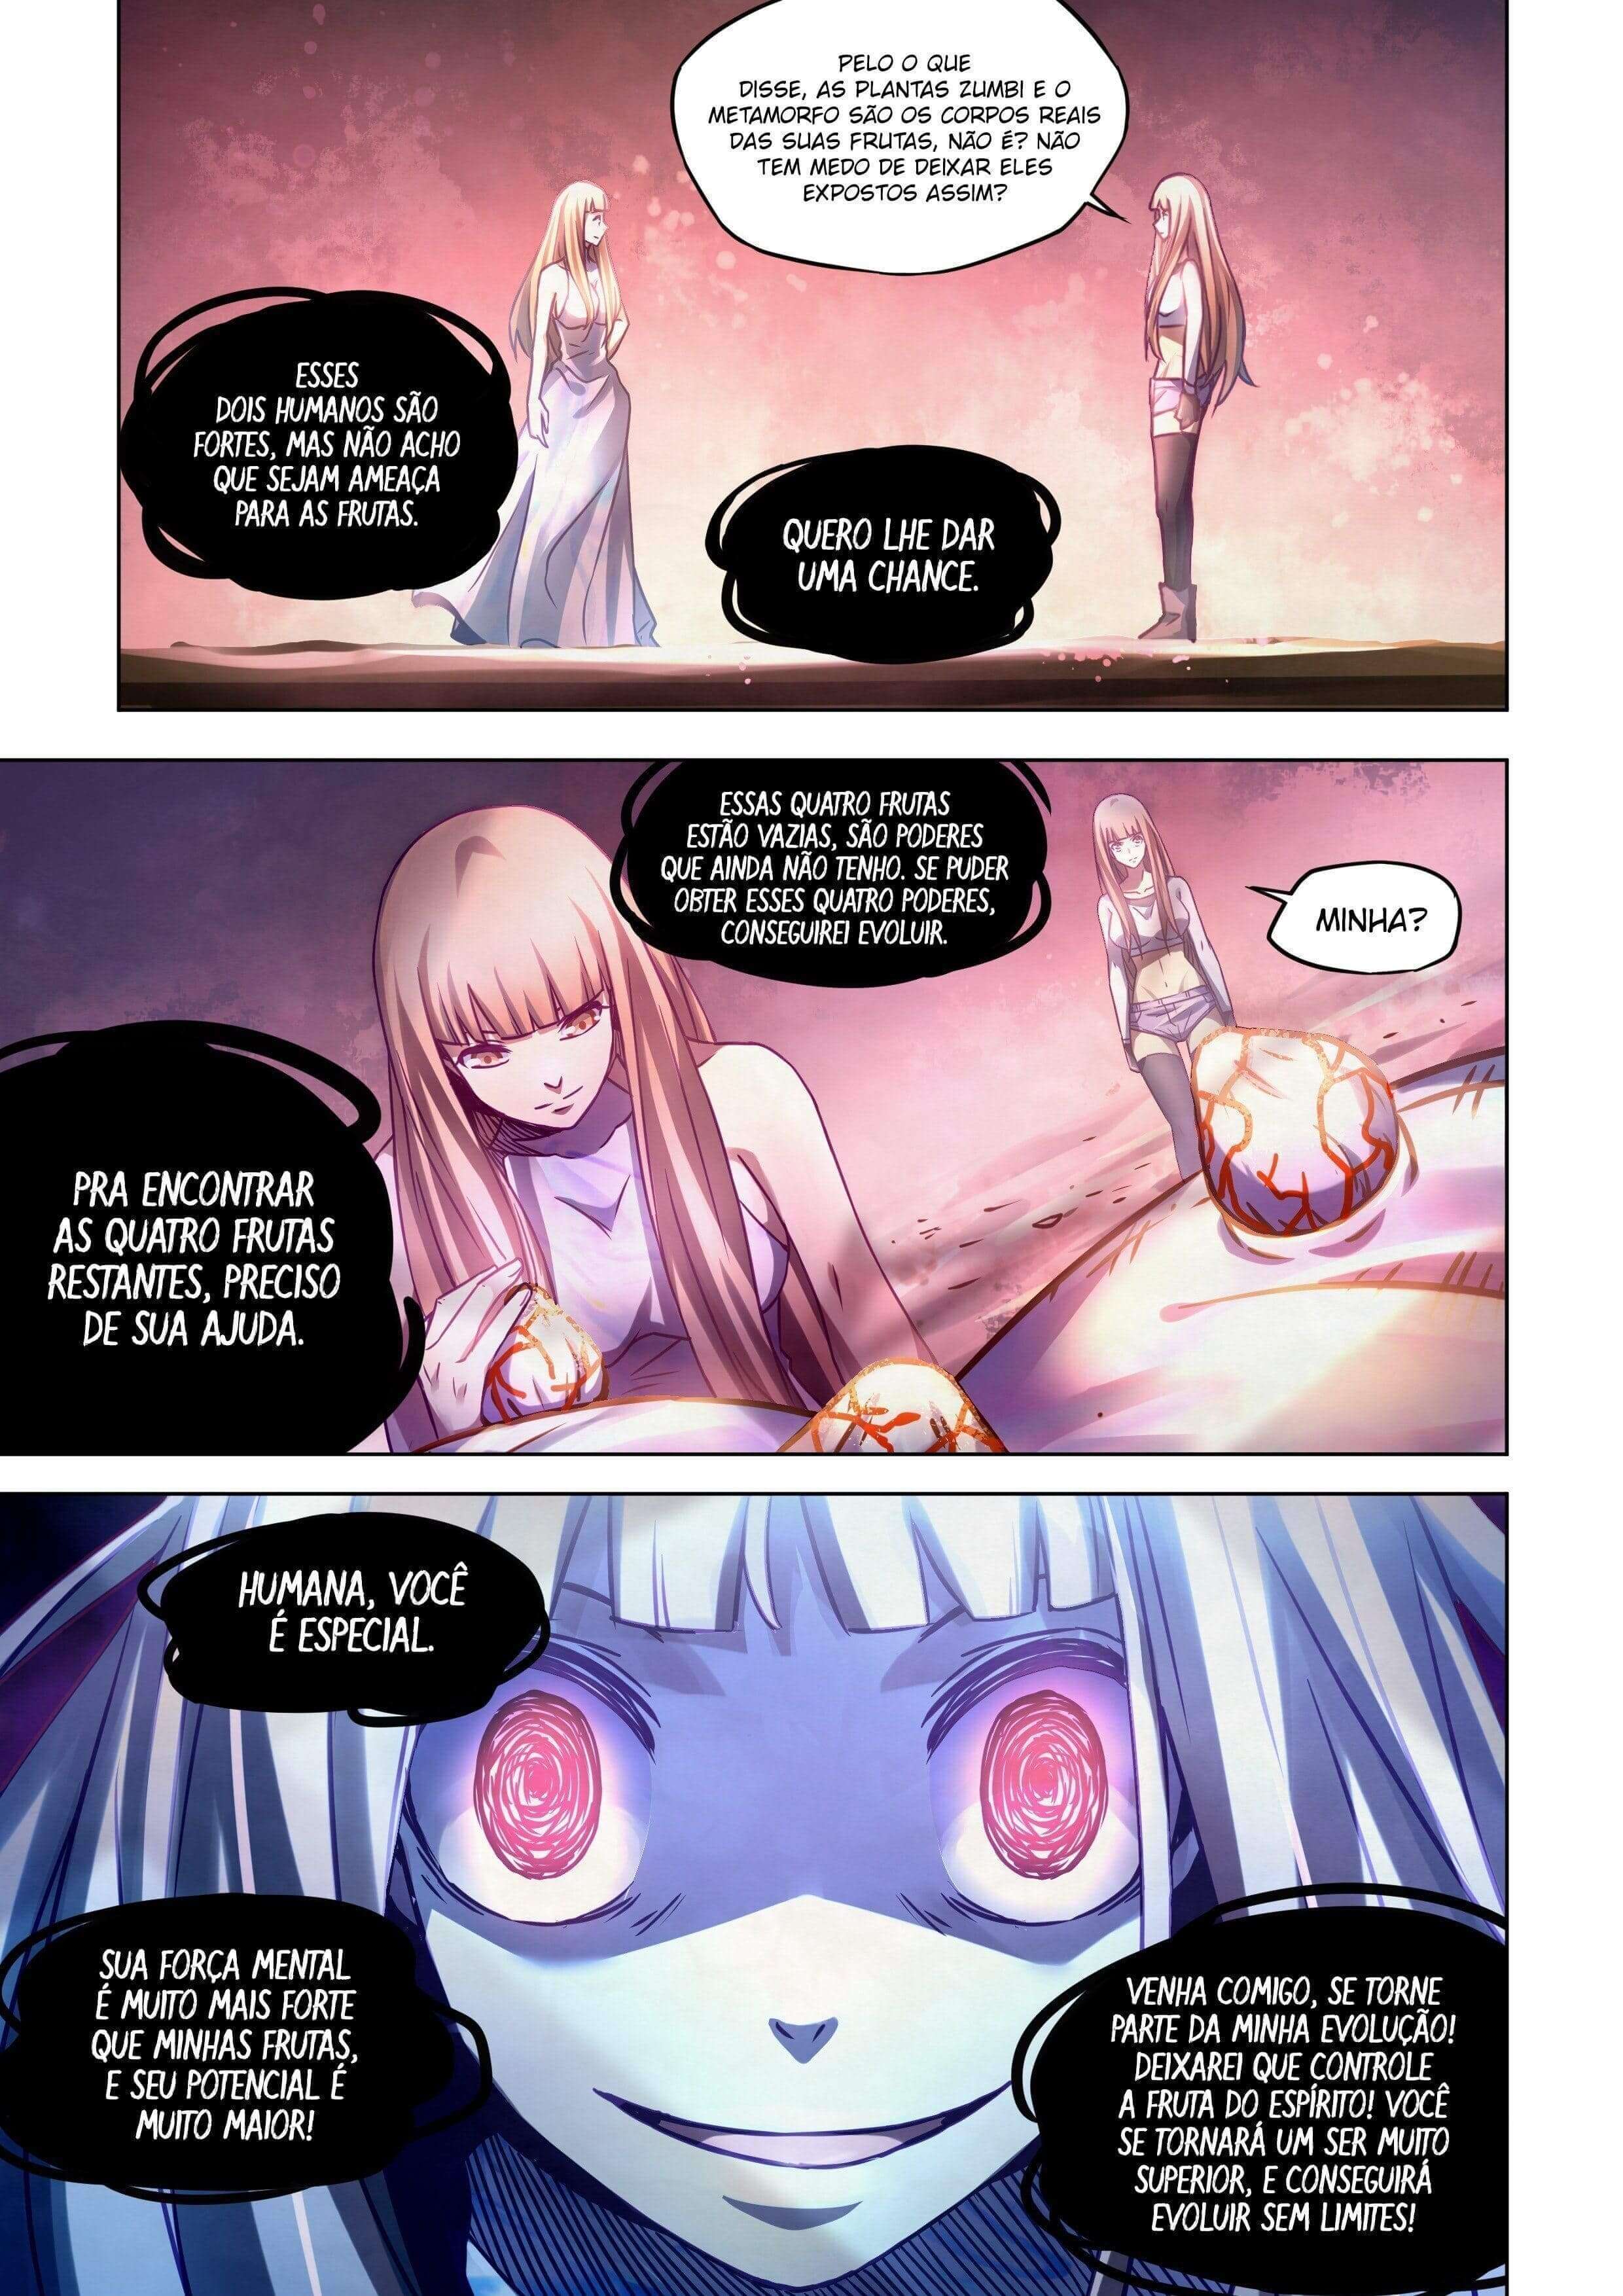 PELO O QUE
DISSE, AS PLANTAS ZUMBI E O
METAMORFO SÃO OS CORPOS REAIS
DAS SUAS FRUTAS, NÃO É? NÃO
TEM MEDO DE DEIXAR ELES
EXPOSTOS ASSIM?
ESSES
DOIS HUMANOS SÃO
FORTES, MAS NÃO ACHO
QUE SEJAM AMEAÇA
PARA AS FRUTAS.
QUERO LHE DAR
UMA CHANCE.
ESSAS QUATRO FRUTAS
ESTÃO VAZIAS, SÃO PODERES
QUE AINDA NÃO TENHO. SE PUDER
OBTER ESSES QUATRO PODERES,
CONSEGUIREI EVOLUIR.
PRA ENCONTRAR
AS QUATRO FRUTAS
RESTANTES, PRECISO
DE SUA AJUDA.
MINHA?
HUMANA, VOCÊ
É ESPECIAL.
SUA FORÇA MENTAL
É MUITO MAIS FORTE
QUE MINHAS FRUTAS,
E SEU POTENCIAL É
MUITO MAIOR!
VENHA COMIGO, SE TORNE
PARTE DA MINHA EVOLUÇÃO!
DEIXAREI QUE CONTROLE
A FRUTA DO ESPÍRITO! VOCÊ
SE TORNARÁ UM SER MUITO
SUPERIOR, E CONSEGUIRÁ
EVOLUIR SEM LIMITES!